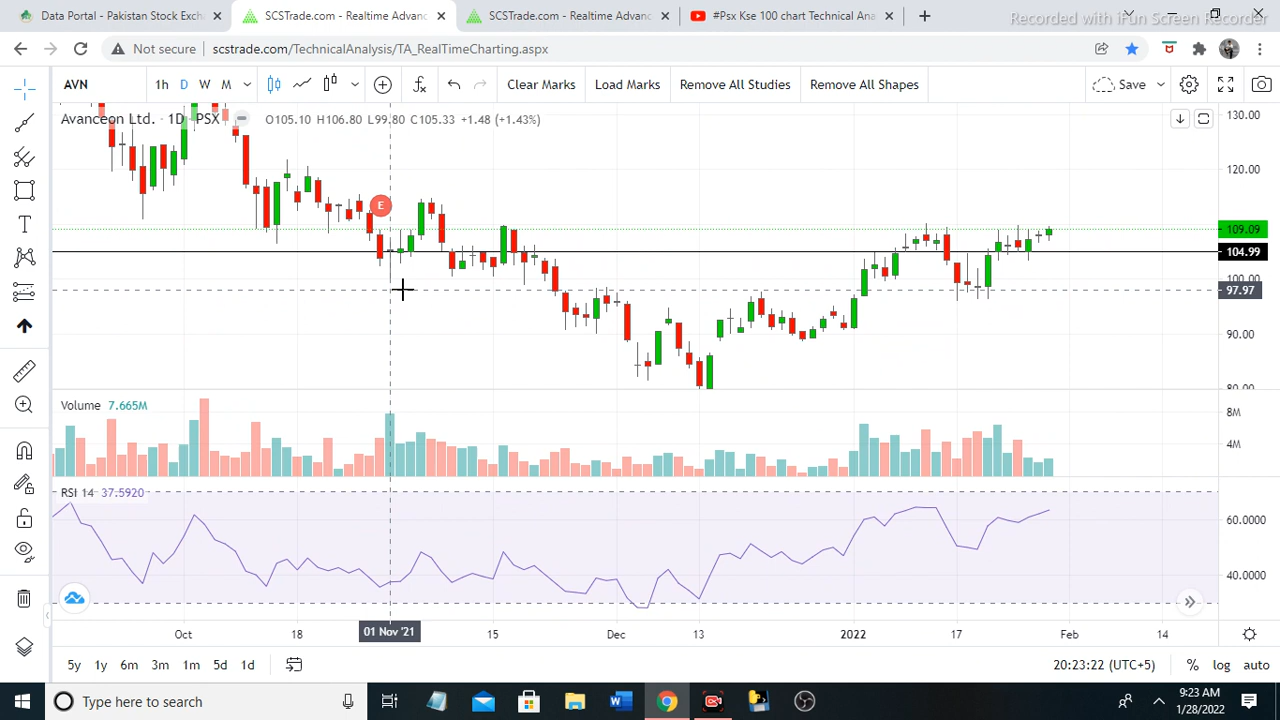 Data Portal - Pakistan Stock Exch
SCSTrade.com - Realtime Advanc
SCSTrade.com - Realtime Advanc
#Psx Kse 100 chart Technical Ana
Recorded with iFun Screen Recorder
Not secure
scstrade.com/TechnicalAnalysis/TA_RealTimeCharting.aspx
AVN
1h D W M
Clear Marks
Load Marks
Remove All Studies
Remove All Shapes
Save
Avanceon Ltd. · 1D · PSX
O105.10 H106.80 L99.80 C105.33 +1.48 (+1.43%)
130.00
120.00
E
109.09
104.99
100.00
97.97
90.00
80.00
Volume 7.665M
8M
4M
RSI 14 37.5920
60.0000
40.0000
Oct
18
01 Nov '21
15
Dec
13
2022
17
Feb
14
5y 1y 6m 3m 1m 5d 1d
20:23:22 (UTC+5)
% log auto
Type here to search
9:23 AM
1/28/2022